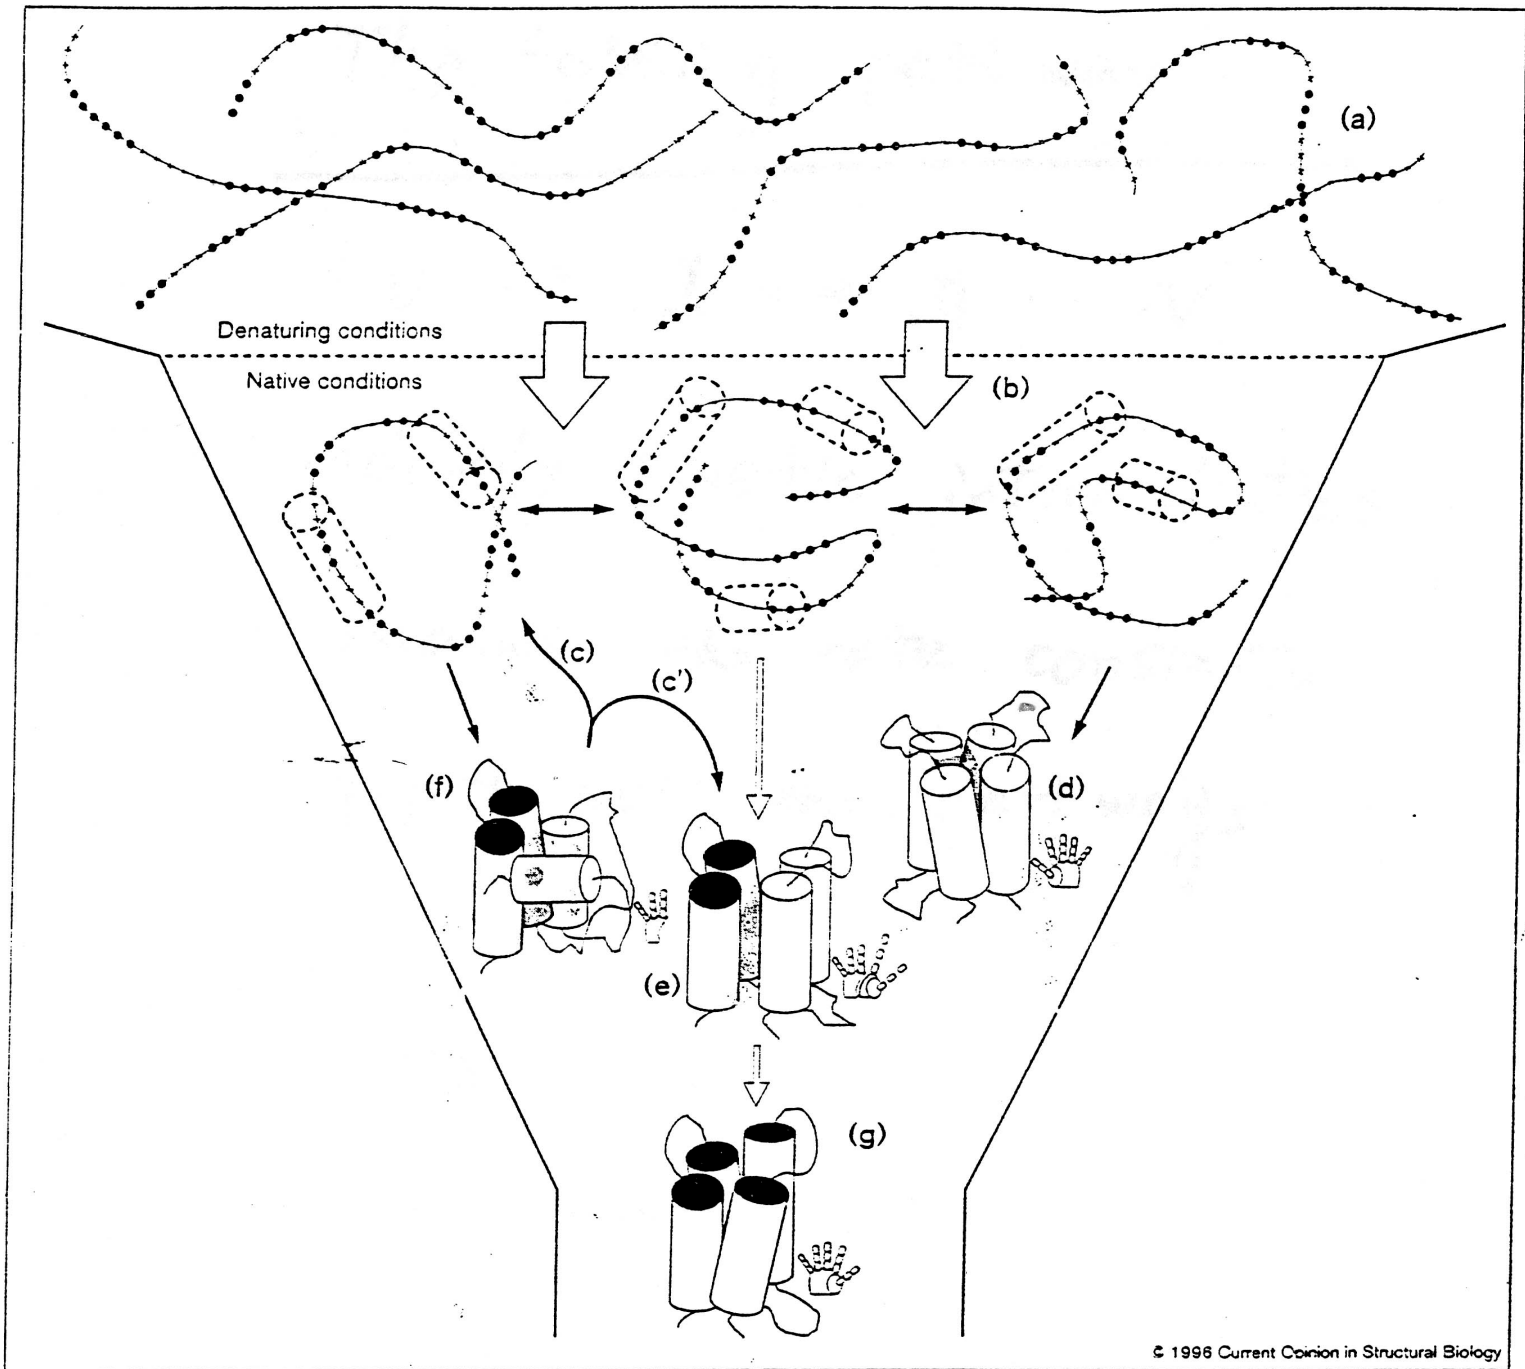 (a)
Denaturing conditions
Native conditions
(b)
(c)
(c')
(f)
(d)
(e)
(g)
© 1996 Current Opinion in Structural Biology